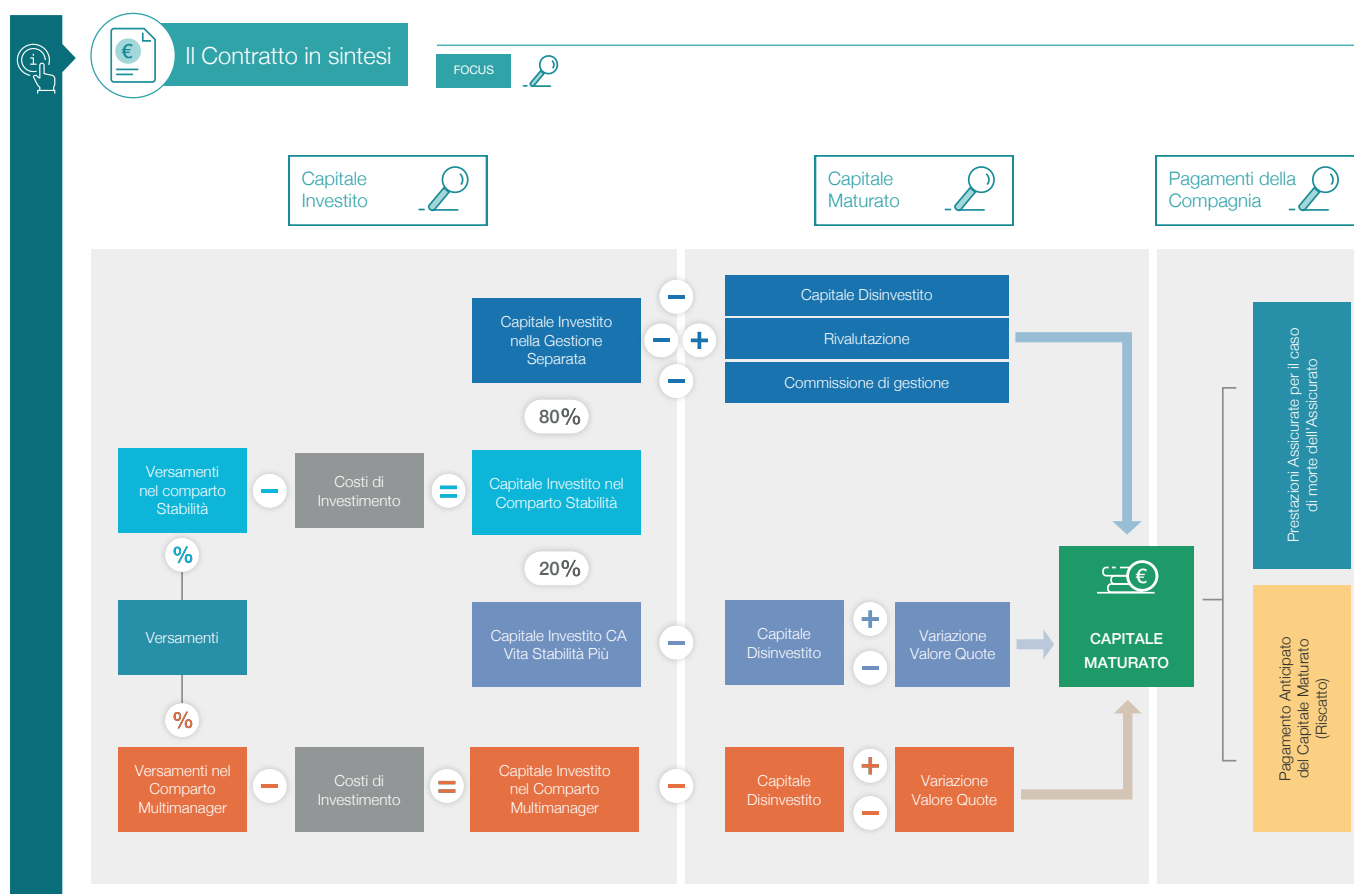 Il Contratto in sintesi
FOCUS
Capitale
Investito
Capitale
Maturato
Pagamenti della
Compagnia
Capitale Investito
nella Gestione
Separata
−
− +
−
Capitale Disinvestito
Rivalutazione
Commissione di gestione
80%
Versamenti
nel comparto
Stabilità
−
Costi di
Investimento
=
Capitale Investito nel
Comparto Stabilità
%
20%
Versamenti
Capitale Investito CA
Vita Stabilità Più
−
Capitale
Disinvestito
+
−
Variazione
Valore Quote
€
CAPITALE
MATURATO
%
Versamenti nel
Comparto
Multimanager
−
Costi di
Investimento
=
Capitale Investito
nel Comparto
Multimanager
−
Capitale
Disinvestito
+
−
Variazione
Valore Quote
Prestazioni Assicurate per il caso
di morte dell'Assicurato
Pagamento Anticipato
del Capitale Maturato
(Riscatto)